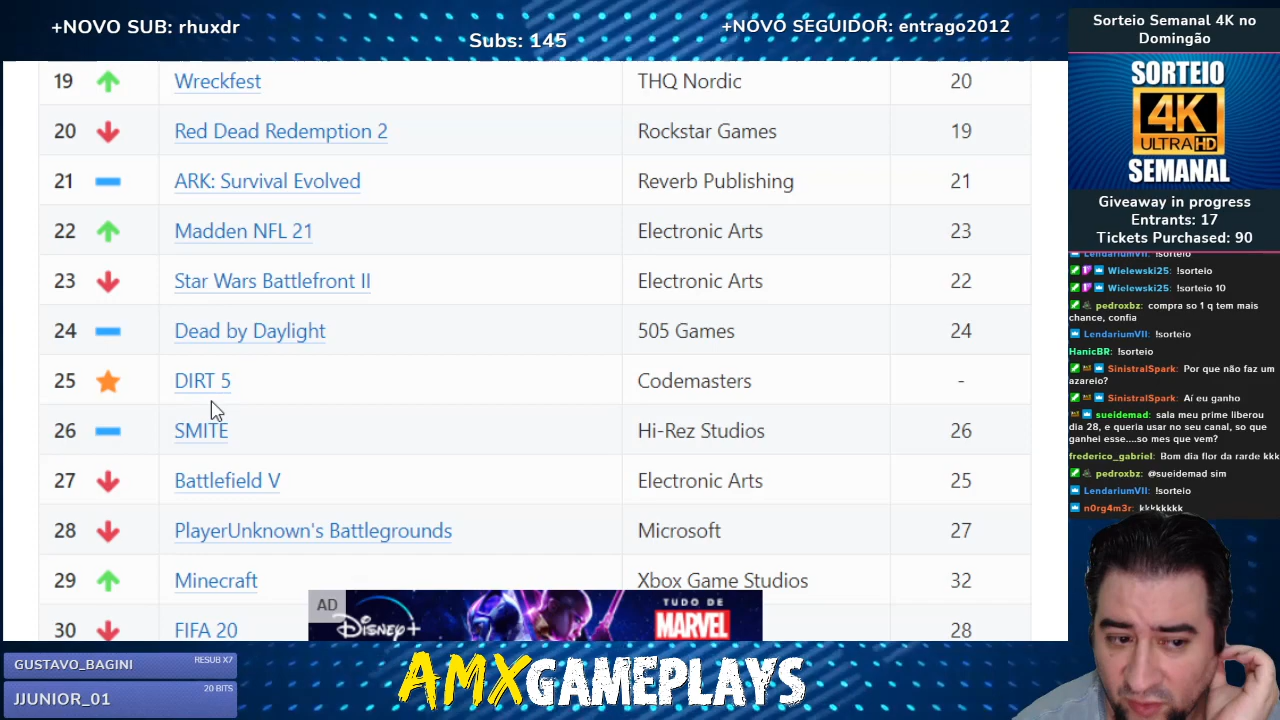 +NOVO SUB: rhuxdr
Subs: 145
+NOVO SEGUIDOR: entrago2012
19 Wreckfest THQ Nordic 20
20 Red Dead Redemption 2 Rockstar Games 19
21 ARK: Survival Evolved Reverb Publishing 21
22 Madden NFL 21 Electronic Arts 23
23 Star Wars Battlefront II Electronic Arts 22
24 Dead by Daylight 505 Games 24
25 DIRT 5 Codemasters -
26 SMITE Hi-Rez Studios 26
27 Battlefield V Electronic Arts 25
28 PlayerUnknown's Battlegrounds Microsoft 27
29 Minecraft Xbox Game Studios 32
30 FIFA 20 28
AD
Disney+
TUDO DE
MARVEL
GUSTAVO_BAGINI RESUB X7
JJUNIOR_01 20 BITS
AMXGAMEPLAYS
Sorteio Semanal 4K no
Domingão
SORTEIO
4K
ULTRA HD
SEMANAL
Giveaway in progress
Entrants: 17
Tickets Purchased: 90
LendariumVII: !sorteio
Wielewski25: !sorteio
Wielewski25: !sorteio 10
pedroxbz: compra so 1 q tem mais
chance, confia
LendariumVII: !sorteio
HanicBR: !sorteio
SinistralSpark: Por que não faz um
azareio?
SinistralSpark: Aí eu ganho
sueidemad: sala meu prime liberou
dia 28, e queria usar no seu canal, so que
ganhei esse....so mes que vem?
frederico_gabriel: Bom dia flor da rarde kkk
pedroxbz: @sueidemad sim
LendariumVII: !sorteio
n0rg4m3r: kkkkkkkk